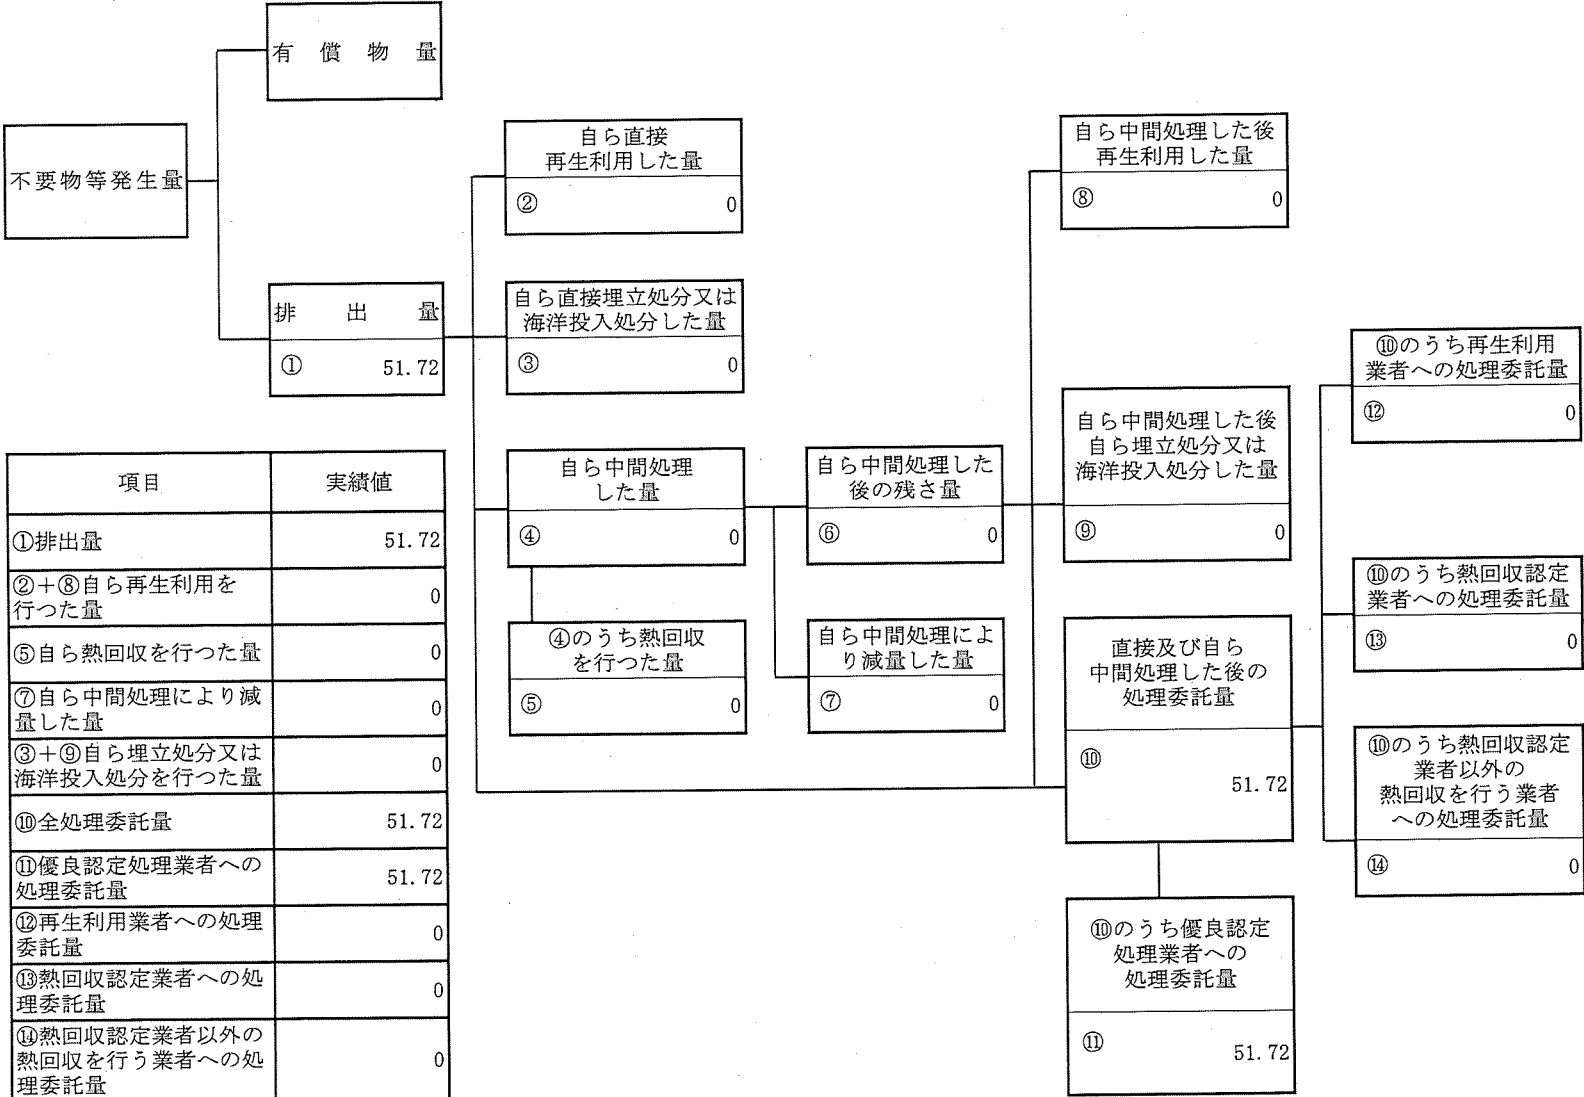 有償物量
不要物等発生量
排出量
① 51.72
自ら直接
再生利用した量
② 0
自ら直接埋立処分又は
海洋投入処分した量
③ 0
自ら中間処理
した量
④ 0
④のうち熱回収
を行つた量
⑤ 0
自ら中間処理した
後の残さ量
⑥ 0
自ら中間処理によ
り減量した量
⑦ 0
自ら中間処理した後
再生利用した量
⑧ 0
自ら中間処理した後
自ら埋立処分又は
海洋投入処分した量
⑨ 0
直接及び自ら
中間処理した後の
処理委託量
⑩
51.72
⑩のうち優良認定
処理業者への
処理委託量
⑪ 51.72
⑩のうち再生利用
業者への処理委託量
⑫ 0
⑩のうち熱回収認定
業者への処理委託量
⑬ 0
⑩のうち熱回収認定
業者以外の
熱回収を行う業者
への処理委託量
⑭ 0
項目 実績値
①排出量 51.72
②+⑧自ら再生利用を
行つた量 0
⑤自ら熱回収を行つた量 0
⑦自ら中間処理により減
量した量 0
③+⑨自ら埋立処分又は
海洋投入処分を行つた量 0
⑩全処理委託量 51.72
⑪優良認定処理業者への
処理委託量 51.72
⑫再生利用業者への処理
委託量 0
⑬熱回収認定業者への処
理委託量 0
⑭熱回収認定業者以外の
熱回収を行う業者への処
理委託量 0